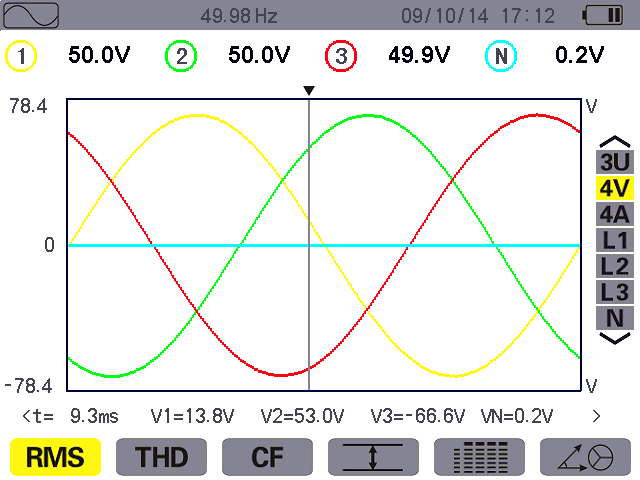 49.98 Hz 09/10/14 17:12
1 50.0V 2 50.0V 3 49.9V N 0.2V
78.4 V
3U
4V
4A
L1
0
L2
L3
N
-78.4 V
<t= 9.3ms V1=13.8V V2=53.0V V3=-66.6V VN=0.2V >
RMS THD CF